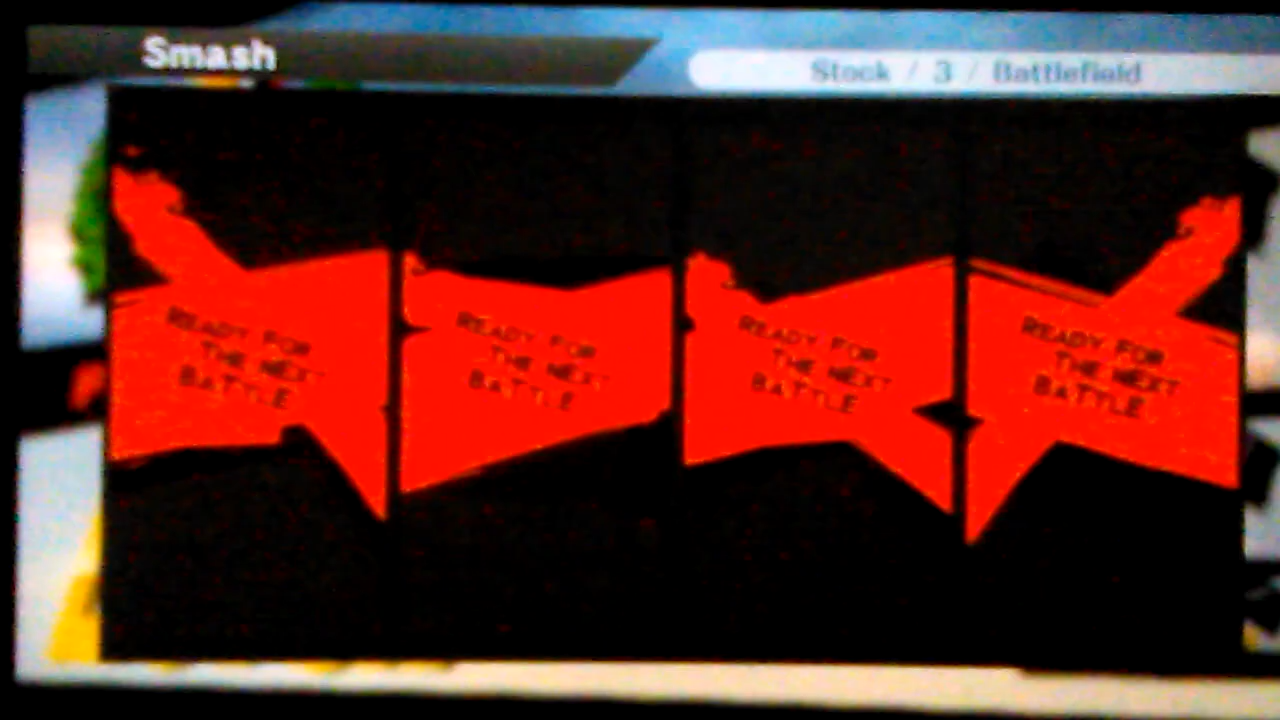 Smash
Stock / 3 / Battlefield
READY FOR
THE NEXT
BATTLE
READY FOR
THE NEXT
BATTLE
READY FOR
THE NEXT
BATTLE
READY FOR
THE NEXT
BATTLE